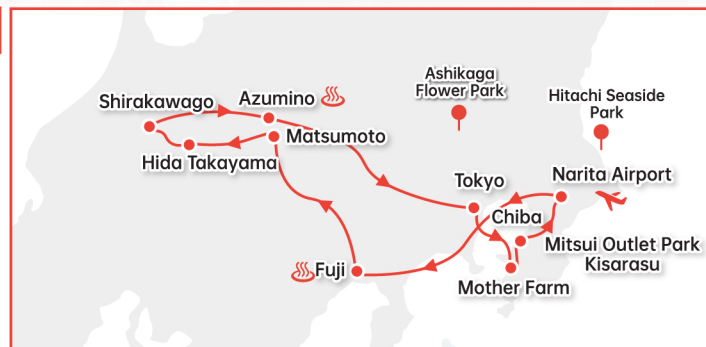 Ashikaga
Flower Park
Hitachi Seaside
Park
Shirakawago
Azumino
Matsumoto
Hida Takayama
Tokyo
Narita Airport
Chiba
Mitsui Outlet Park
Kisarasu
Fuji
Mother Farm